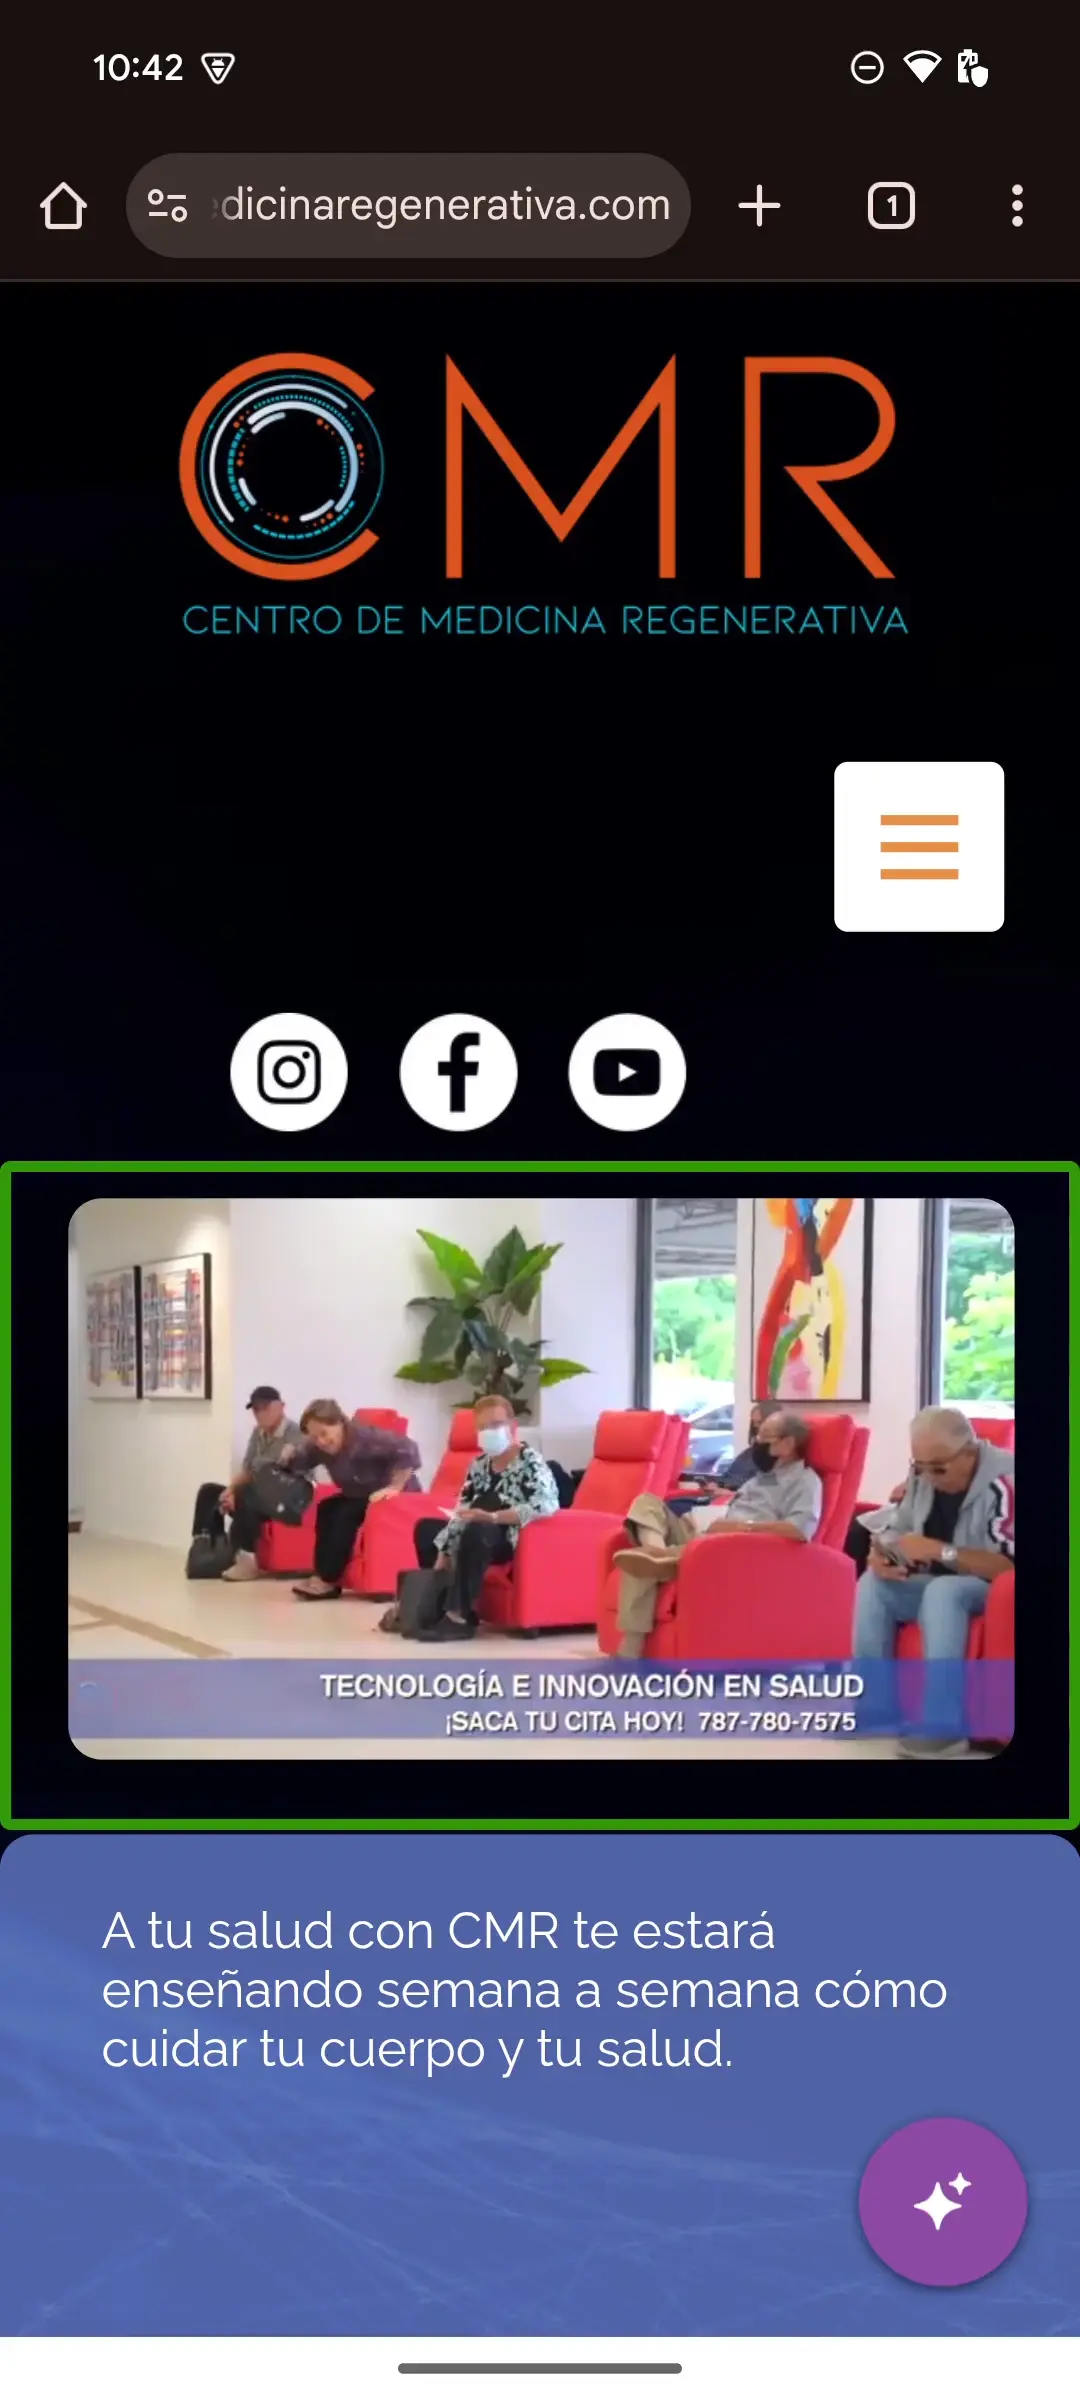 10:42
dicinaregenerativa.com
1
CMR
CENTRO DE MEDICINA REGENERATIVA
TECNOLOGÍA E INNOVACIÓN EN SALUD
¡SACA TU CITA HOY! 787-780-7575
A tu salud con CMR te estará
enseñando semana a semana cómo
cuidar tu cuerpo y tu salud.